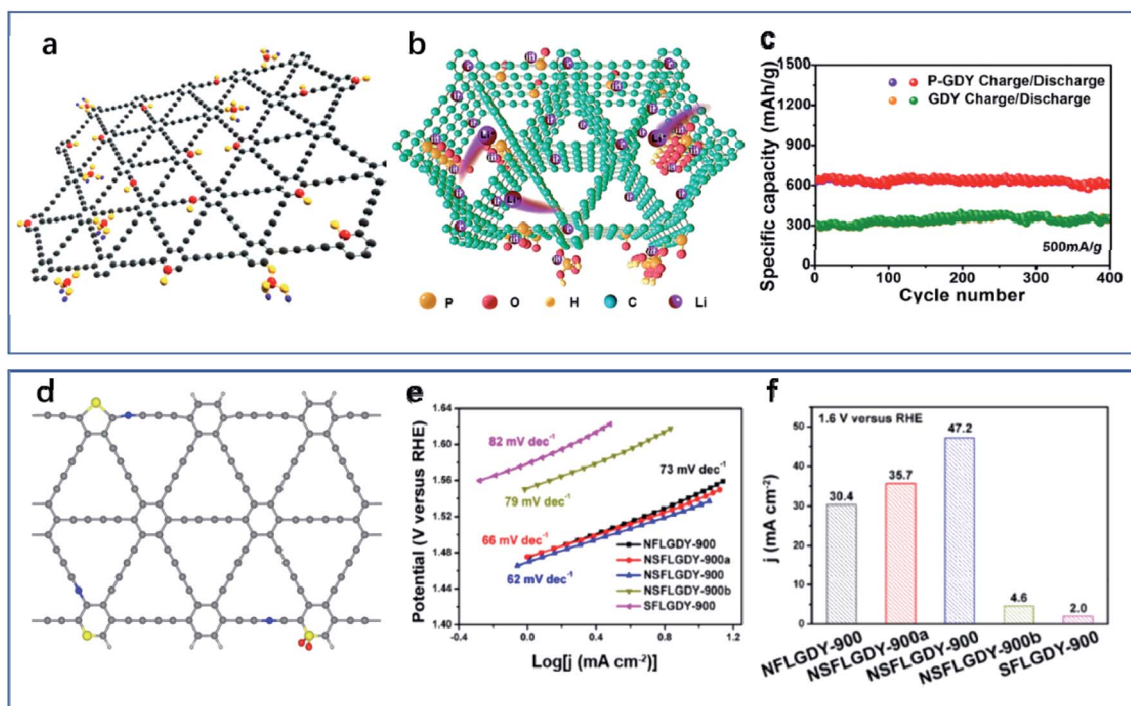 a
b
Li⁺
Li⁺
Li⁺
P
O
H
C
Li
c
Specific capacity (mAh/g)
1500
1200
900
600
300
0
P-GDY Charge/Discharge
GDY Charge/Discharge
500mA/g
0
100
200
300
400
Cycle number
d
e
Potential (V versus RHE)
1.64
1.60
1.56
1.52
1.48
1.44
1.40
82 mV dec⁻¹
79 mV dec⁻¹
73 mV dec⁻¹
66 mV dec⁻¹
62 mV dec⁻¹
NFLGDY-900
NSFLGDY-900a
NSFLGDY-900
NSFLGDY-900b
SFLGDY-900
-0.4
0.0
0.4
0.8
1.2
Log[j (mA cm⁻²)]
f
1.6 V versus RHE
j (mA cm⁻²)
50
40
30
20
10
0
30.4
35.7
47.2
4.6
2.0
NFLGDY-900
NSFLGDY-900a
NSFLGDY-900
NSFLGDY-900b
SFLGDY-900